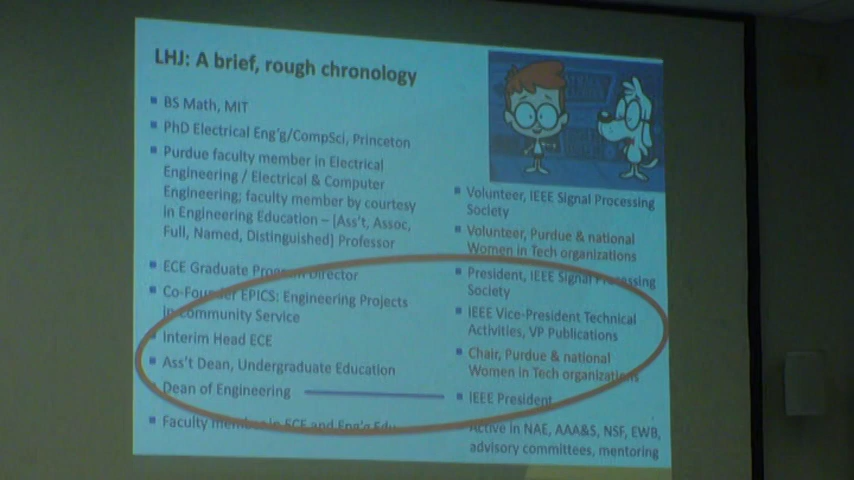 LHJ: A brief, rough chronology
▪ BS Math, MIT
▪ PhD Electrical Eng'g/CompSci, Princeton
▪ Purdue faculty member in Electrical
Engineering / Electrical & Computer
Engineering; faculty member by courtesy
in Engineering Education – [Ass't, Assoc,
Full, Named, Distinguished] Professor
▪ ECE Graduate Program Director
▪ Co-Founder EPICS: Engineering Projects
in Community Service
▪ Interim Head ECE
▪ Ass't Dean, Undergraduate Education
▪ Dean of Engineering
▪ Faculty member in ECE and Eng'g Edu
▪ Volunteer, IEEE Signal Processing
Society
▪ Volunteer, Purdue & national
Women in Tech organizations
▪ President, IEEE Signal Processing
Society
▪ IEEE Vice-President Technical
Activities, VP Publications
▪ Chair, Purdue & national
Women in Tech organizations
▪ IEEE President
Active in NAE, AAA&S, NSF, EWB,
advisory committees, mentoring